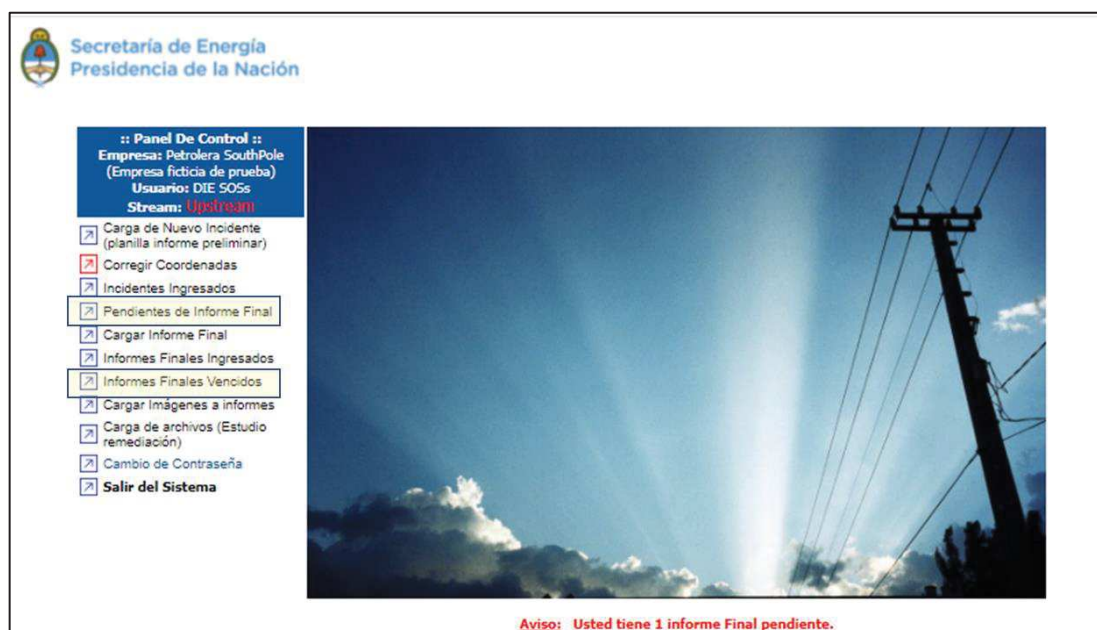 Secretaría de Energía
Presidencia de la Nación
:: Panel De Control ::
Empresa: Petrolera SouthPole
(Empresa ficticia de prueba)
Usuario: DIE SOSs
Stream: Upstream
Carga de Nuevo Incidente
(planilla informe preliminar)
Corregir Coordenadas
Incidentes Ingresados
Pendientes de Informe Final
Cargar Informe Final
Informes Finales Ingresados
Informes Finales Vencidos
Cargar Imágenes a informes
Carga de archivos (Estudio
remediación)
Cambio de Contraseña
Salir del Sistema
Aviso: Usted tiene 1 informe Final pendiente.